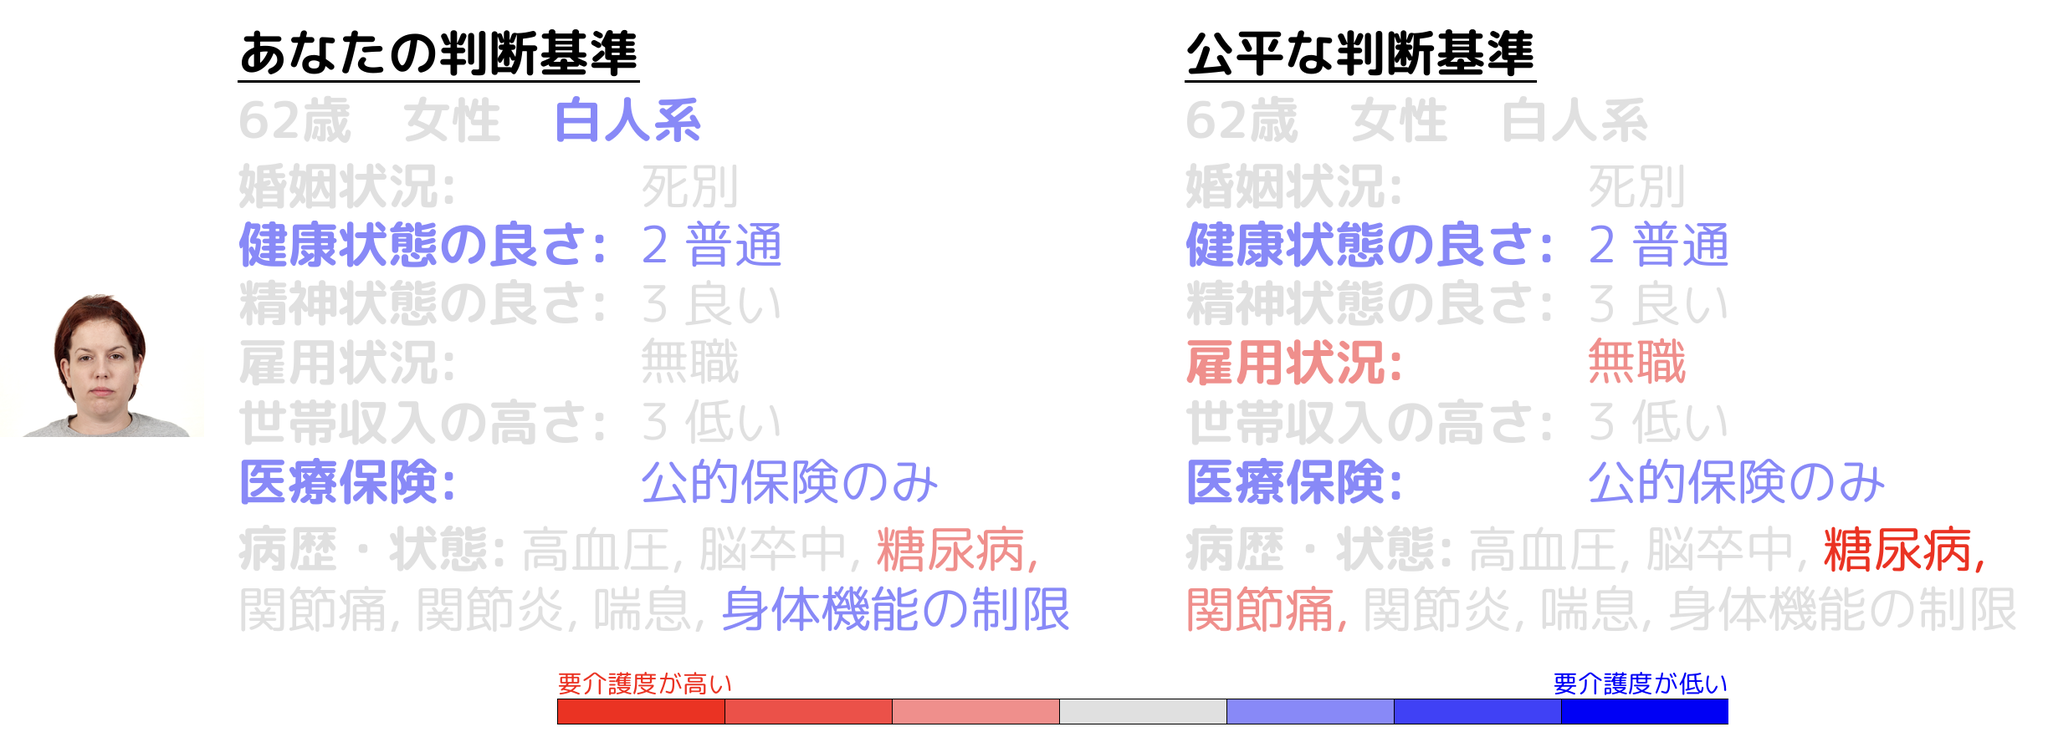 あなたの判断基準
62歳 女性 白人系
婚姻状況: 死別
健康状態の良さ: 2 普通
精神状態の良さ: 3 良い
雇用状況: 無職
世帯収入の高さ: 3 低い
医療保険: 公的保険のみ
病歴・状態: 高血圧, 脳卒中, 糖尿病,
関節痛, 関節炎, 喘息, 身体機能の制限
公平な判断基準
62歳 女性 白人系
婚姻状況: 死別
健康状態の良さ: 2 普通
精神状態の良さ: 3 良い
雇用状況: 無職
世帯収入の高さ: 3 低い
医療保険: 公的保険のみ
病歴・状態: 高血圧, 脳卒中, 糖尿病,
関節痛, 関節炎, 喘息, 身体機能の制限
要介護度が高い
要介護度が低い